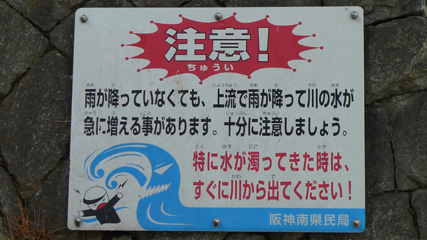 注意！
ちゅうい
雨が降っていなくても、上流で雨が降って川の水が
急に増える事があります。十分に注意しましょう。
特に水が濁ってきた時は、
すぐに川から出てください！
阪神南県民局